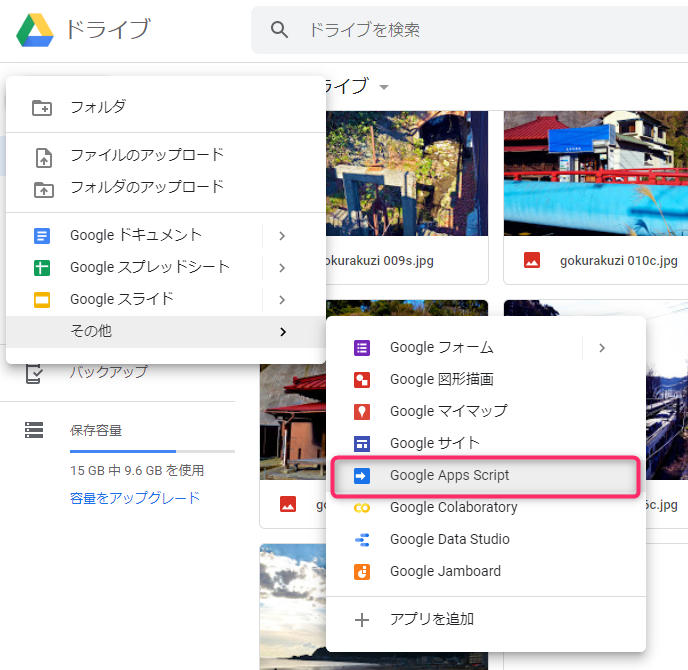 ドライブ
ドライブを検索
フォルダ
ファイルのアップロード
フォルダのアップロード
Google ドキュメント
Google スプレッドシート
Google スライド
その他
バックアップ
保存容量
15 GB 中 9.6 GB を使用
容量をアップグレード
ライブ
okurakuzi 009s.jpg
gokurakuzi 010c.jpg
Google フォーム
Google 図形描画
Google マイマップ
Google サイト
Google Apps Script
Google Colaboratory
Google Data Studio
Google Jamboard
アプリを追加